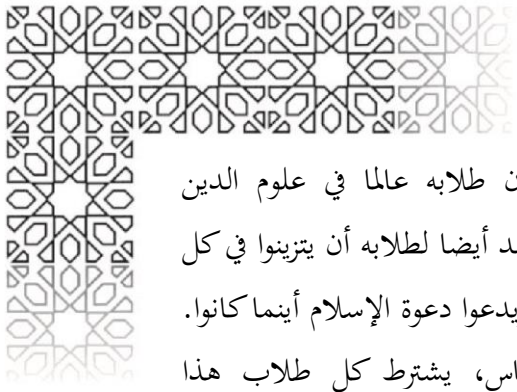 ن طلابه عالما في علوم الدين
د أيضا لطلابه أن يتزينوا في كل
يدعوا دعوة الإسلام أينما كانوا.
اس، يشترط كل طلاب هذا